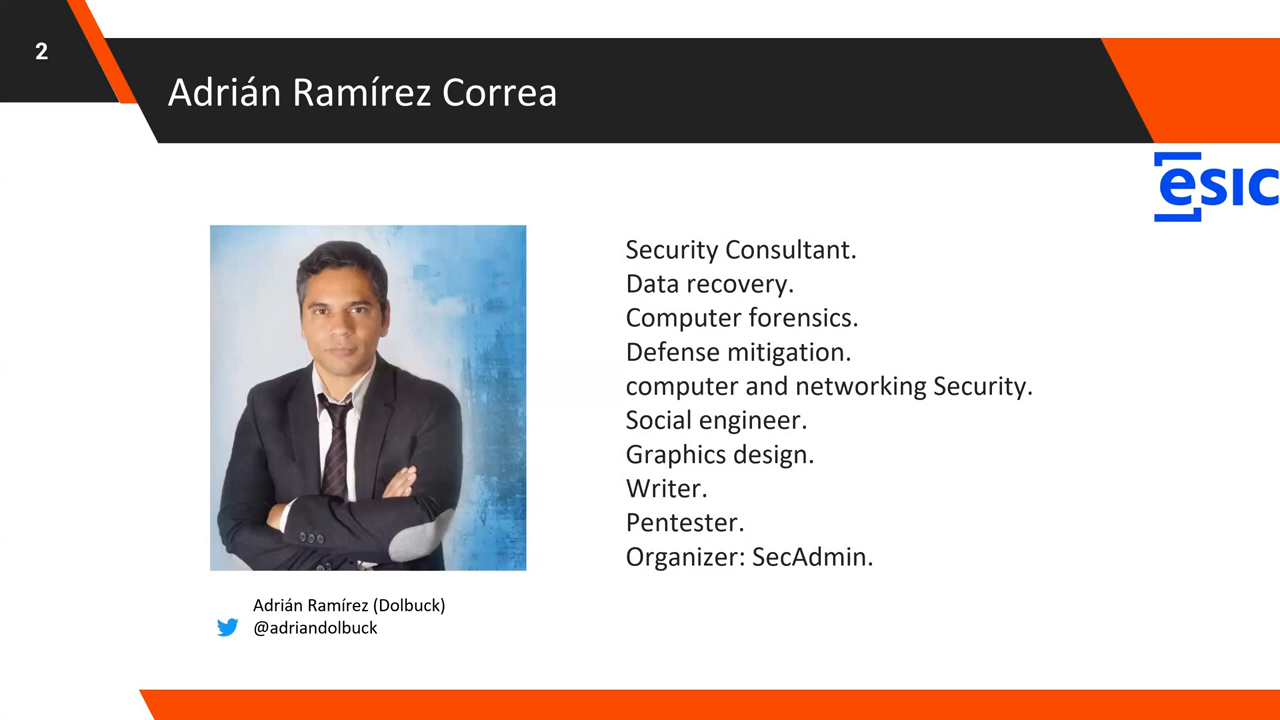 2
Adrián Ramírez Correa
esic
Security Consultant.
Data recovery.
Computer forensics.
Defense mitigation.
computer and networking Security.
Social engineer.
Graphics design.
Writer.
Pentester.
Organizer: SecAdmin.
Adrián Ramírez (Dolbuck)
@adriandolbuck